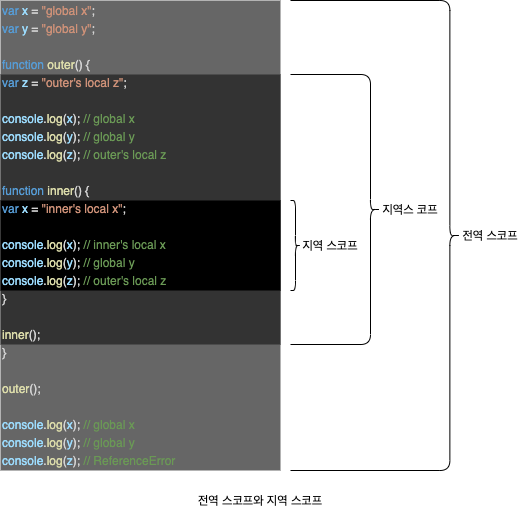 var x = "global x";
var y = "global y";
function outer() {
var z = "outer's local z";
console.log(x); // global x
console.log(y); // global y
console.log(z); // outer's local z
function inner() {
var x = "inner's local x";
console.log(x); // inner's local x
console.log(y); // global y
console.log(z); // outer's local z
}
inner();
}
outer();
console.log(x); // global x
console.log(y); // global y
console.log(z); // ReferenceError
지역 스코프
지역스 코프
전역 스코프
전역 스코프와 지역 스코프